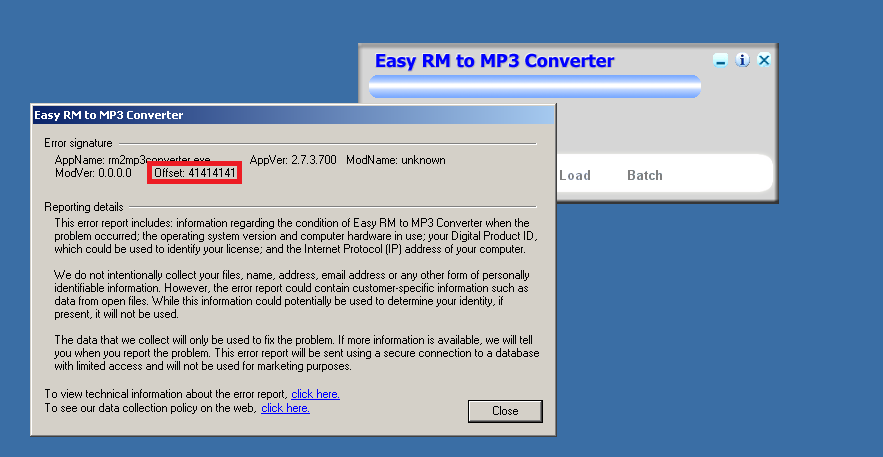 Easy RM to MP3 Converter
Load Batch
Easy RM to MP3 Converter
Error signature
AppName: rm2mp3converter.exe AppVer: 2.7.3.700 ModName: unknown
ModVer: 0.0.0.0 Offset: 41414141
Reporting details
This error report includes: information regarding the condition of Easy RM to MP3 Converter when the
problem occurred; the operating system version and computer hardware in use; your Digital Product ID,
which could be used to identify your license; and the Internet Protocol (IP) address of your computer.
We do not intentionally collect your files, name, address, email address or any other form of personally
identifiable information. However, the error report could contain customer-specific information such as
data from open files. While this information could potentially be used to determine your identity, if
present, it will not be used.
The data that we collect will only be used to fix the problem. If more information is available, we will tell
you when you report the problem. This error report will be sent using a secure connection to a database
with limited access and will not be used for marketing purposes.
To view technical information about the error report, click here.
To see our data collection policy on the web, click here.
Close